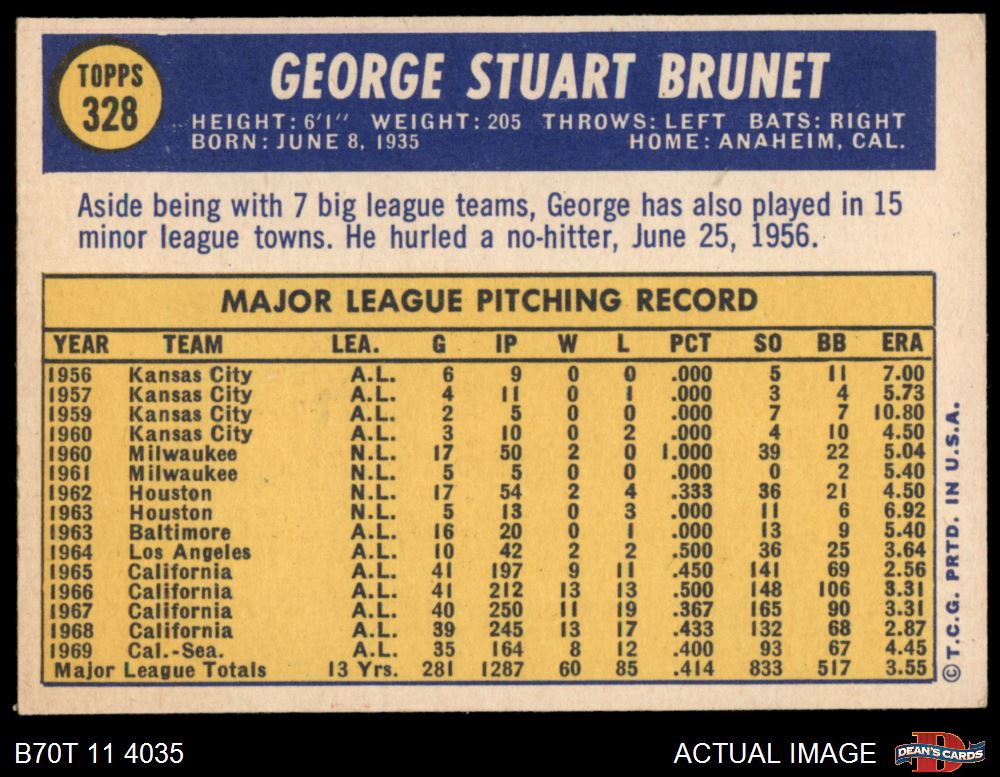 TOPPS
328
GEORGE STUART BRUNET
HEIGHT: 6'1" WEIGHT: 205 THROWS: LEFT BATS: RIGHT
BORN: JUNE 8, 1935 HOME: ANAHEIM, CAL.
Aside being with 7 big league teams, George has also played in 15
minor league towns. He hurled a no-hitter, June 25, 1956.
MAJOR LEAGUE PITCHING RECORD
YEAR TEAM LEA. G IP W L PCT SO BB ERA
1956 Kansas City A.L. 6 9 0 0 .000 5 11 7.00
1957 Kansas City A.L. 4 11 0 1 .000 3 4 5.73
1959 Kansas City A.L. 2 5 0 0 .000 7 7 10.80
1960 Kansas City A.L. 3 10 0 2 .000 4 10 4.50
1960 Milwaukee N.L. 17 50 2 0 1.000 39 22 5.04
1961 Milwaukee N.L. 5 5 0 0 .000 0 2 5.40
1962 Houston N.L. 17 54 2 4 .333 36 21 4.50
1963 Houston N.L. 5 13 0 3 .000 11 6 6.92
1963 Baltimore A.L. 16 20 0 1 .000 13 9 5.40
1964 Los Angeles A.L. 10 42 2 2 .500 36 25 3.64
1965 California A.L. 41 197 9 11 .450 141 69 2.56
1966 California A.L. 41 212 13 13 .500 148 106 3.31
1967 California A.L. 40 250 11 19 .367 165 90 3.31
1968 California A.L. 39 245 13 17 .433 132 68 2.87
1969 Cal.-Sea. A.L. 35 164 8 12 .400 93 67 4.45
Major League Totals 13 Yrs. 281 1287 60 85 .414 833 517 3.55
© T.C.G. PRTD. IN U.S.A.
B70T 11 4035
ACTUAL IMAGE
D
DEAN'S CARDS